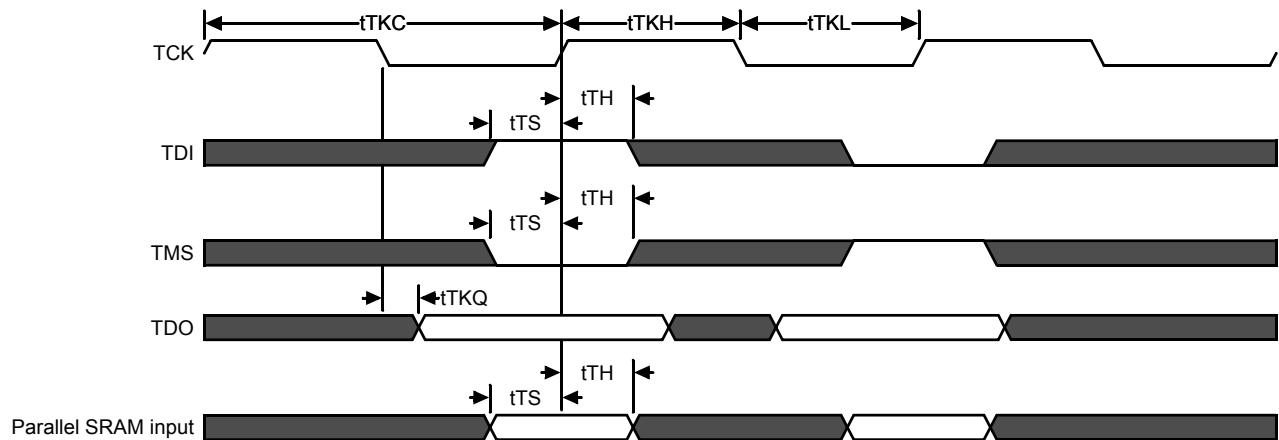 tTKC
tTKH
tTKL
TCK
tTH
tTS
TDI
tTH
tTS
TMS
tTKQ
TDO
tTH
tTS
Parallel SRAM input